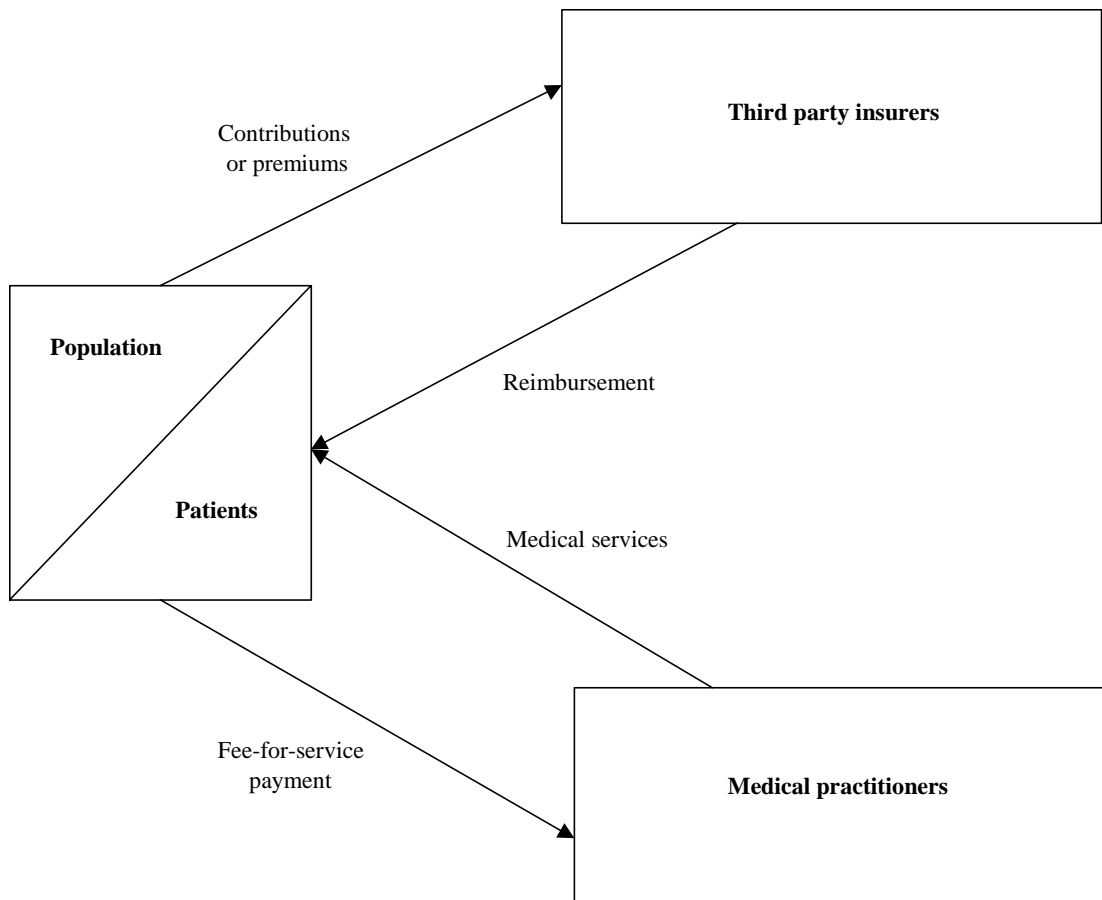 Third party insurers
Contributions
or premiums
Population
Reimbursement
Patients
Medical services
Fee-for-service
payment
Medical practitioners